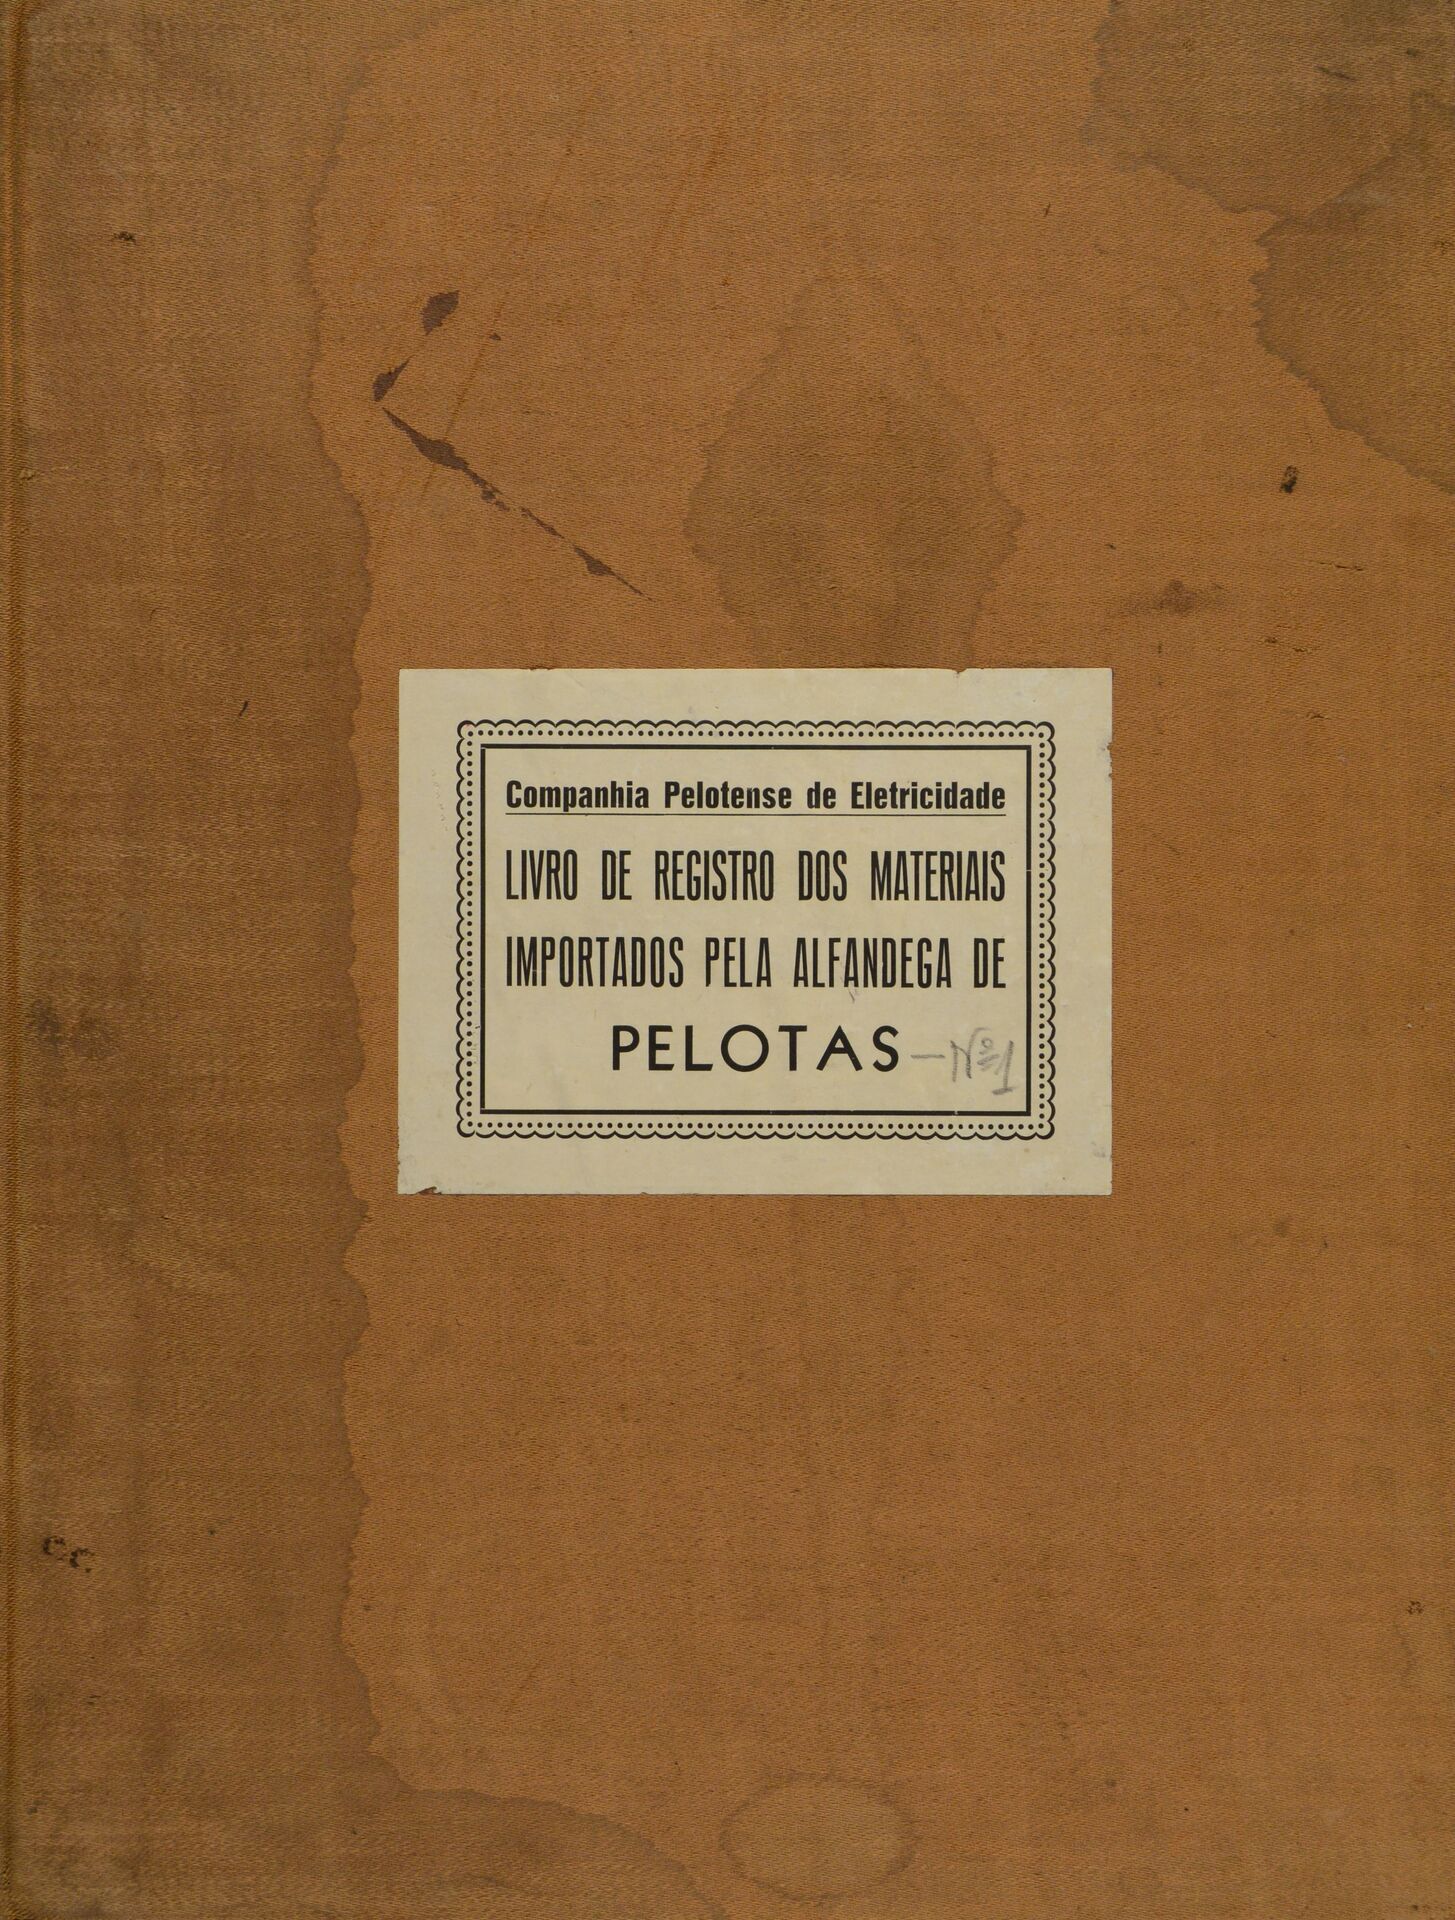 Companhia Pelotense de Eletricidade
LIVRO DE REGISTRO DOS MATERIAIS
IMPORTADOS PELA ALFANDEGA DE
PELOTAS — Nº 1